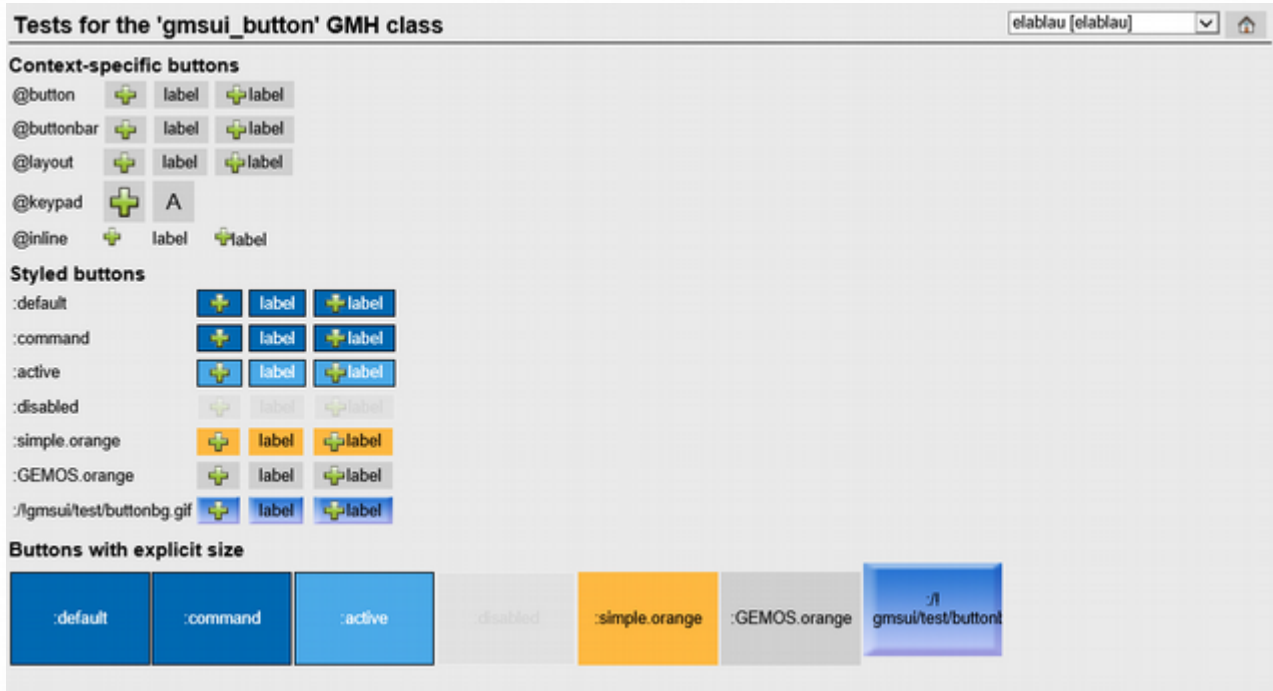 Tests for the 'gmsui_button' GMH class elablau [elablau]
Context-specific buttons
@button label label
@buttonbar label label
@layout label label
@keypad A
@inline label label
Styled buttons
:default label label
:command label label
:active label label
:disabled label label
:simple.orange label label
:GEMOS.orange label label
:/!gmsui/test/buttonbg.gif label label
Buttons with explicit size
:default :command :active :disabled :simple.orange :GEMOS.orange :/!
gmsui/test/buttonb